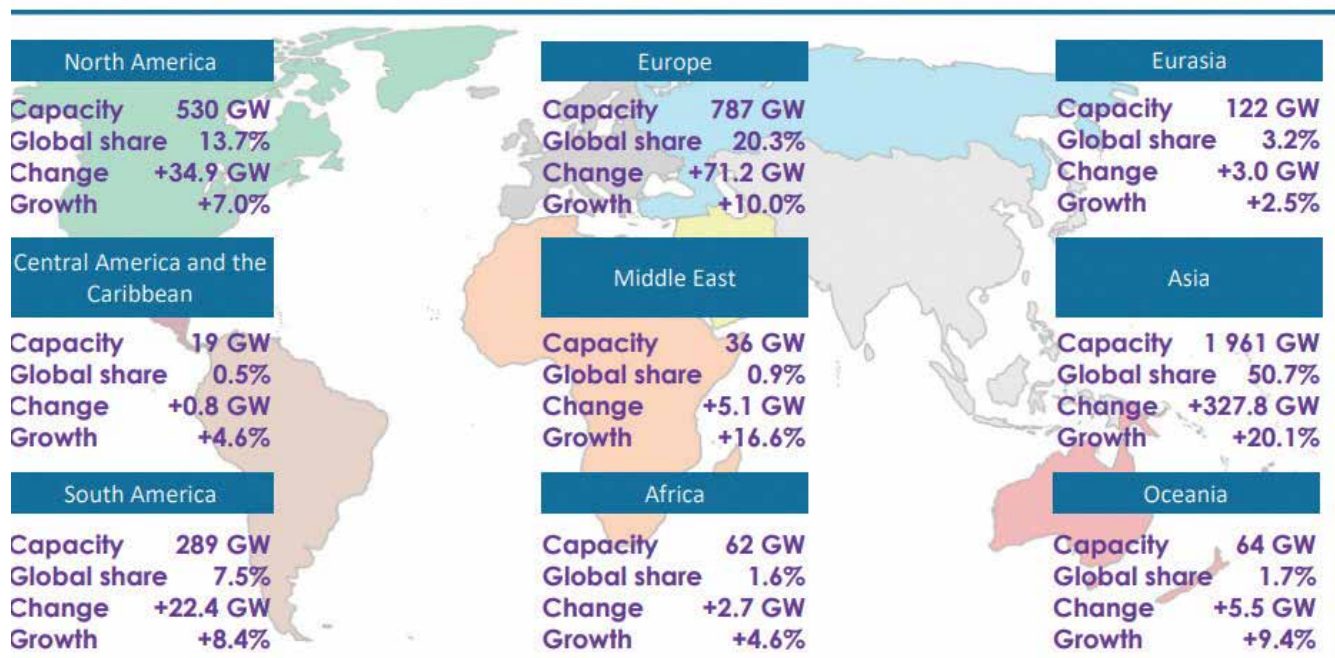 North America
Capacity 530 GW
Global share 13.7%
Change +34.9 GW
Growth +7.0%
Europe
Capacity 787 GW
Global share 20.3%
Change +71.2 GW
Growth +10.0%
Eurasia
Capacity 122 GW
Global share 3.2%
Change +3.0 GW
Growth +2.5%
Central America and the
Caribbean
Capacity 19 GW
Global share 0.5%
Change +0.8 GW
Growth +4.6%
Middle East
Capacity 36 GW
Global share 0.9%
Change +5.1 GW
Growth +16.6%
Asia
Capacity 1 961 GW
Global share 50.7%
Change +327.8 GW
Growth +20.1%
South America
Capacity 289 GW
Global share 7.5%
Change +22.4 GW
Growth +8.4%
Africa
Capacity 62 GW
Global share 1.6%
Change +2.7 GW
Growth +4.6%
Oceania
Capacity 64 GW
Global share 1.7%
Change +5.5 GW
Growth +9.4%